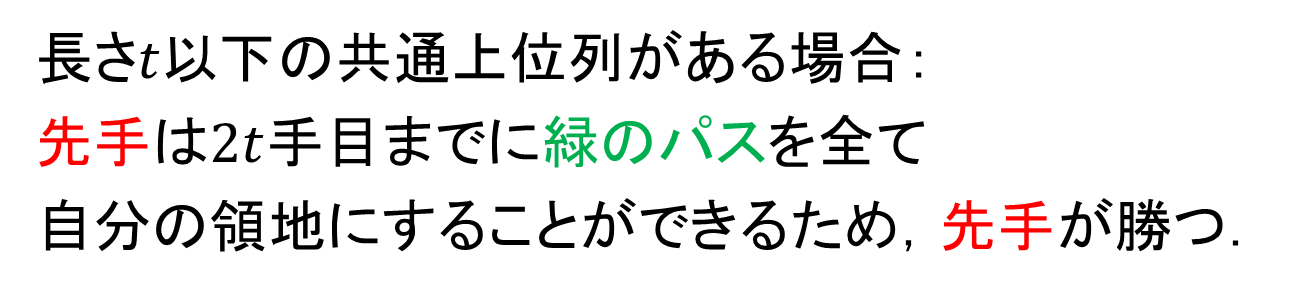 長さt以下の共通上位列がある場合：
先手は2t手目までに緑のパスを全て
自分の領地にすることができるため，先手が勝つ．